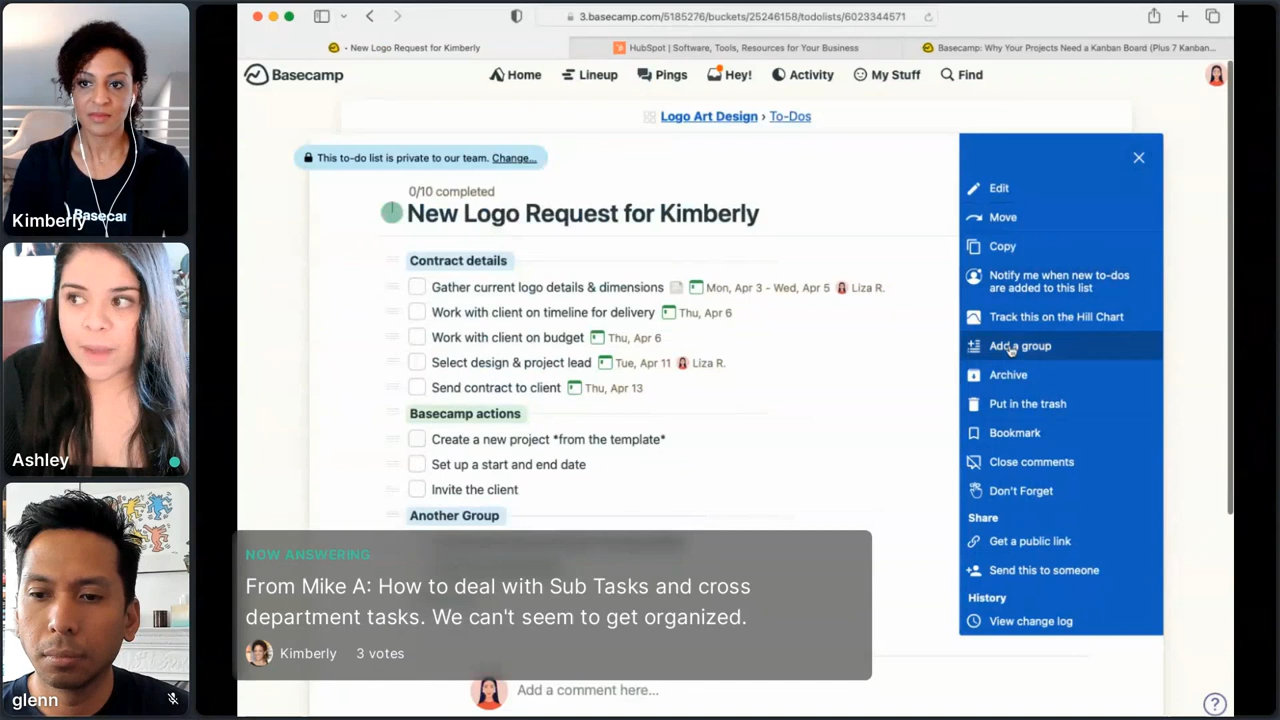 3.basecamp.com/5185276/buckets/25246158/todolists/6023344571
• New Logo Request for Kimberly
HubSpot | Software, Tools, Resources for Your Business
Basecamp: Why Your Projects Need a Kanban Board (Plus 7 Kanban...
Basecamp
Home
Lineup
Pings
Hey!
Activity
My Stuff
Find
Logo Art Design › To-Dos
This to-do list is private to our team. Change...
0/10 completed
New Logo Request for Kimberly
Contract details
Gather current logo details & dimensions Mon, Apr 3 - Wed, Apr 5 Liza R.
Work with client on timeline for delivery Thu, Apr 6
Work with client on budget Thu, Apr 6
Select design & project lead Tue, Apr 11 Liza R.
Send contract to client Thu, Apr 13
Basecamp actions
Create a new project *from the template*
Set up a start and end date
Invite the client
Another Group
Edit
Move
Copy
Notify me when new to-dos
are added to this list
Track this on the Hill Chart
Add a group
Archive
Put in the trash
Bookmark
Close comments
Don't Forget
Share
Get a public link
Send this to someone
History
View change log
NOW ANSWERING
From Mike A: How to deal with Sub Tasks and cross
department tasks. We can't seem to get organized.
Kimberly 3 votes
Add a comment here...
?
Basecam
Kimberly
Ashley
glenn